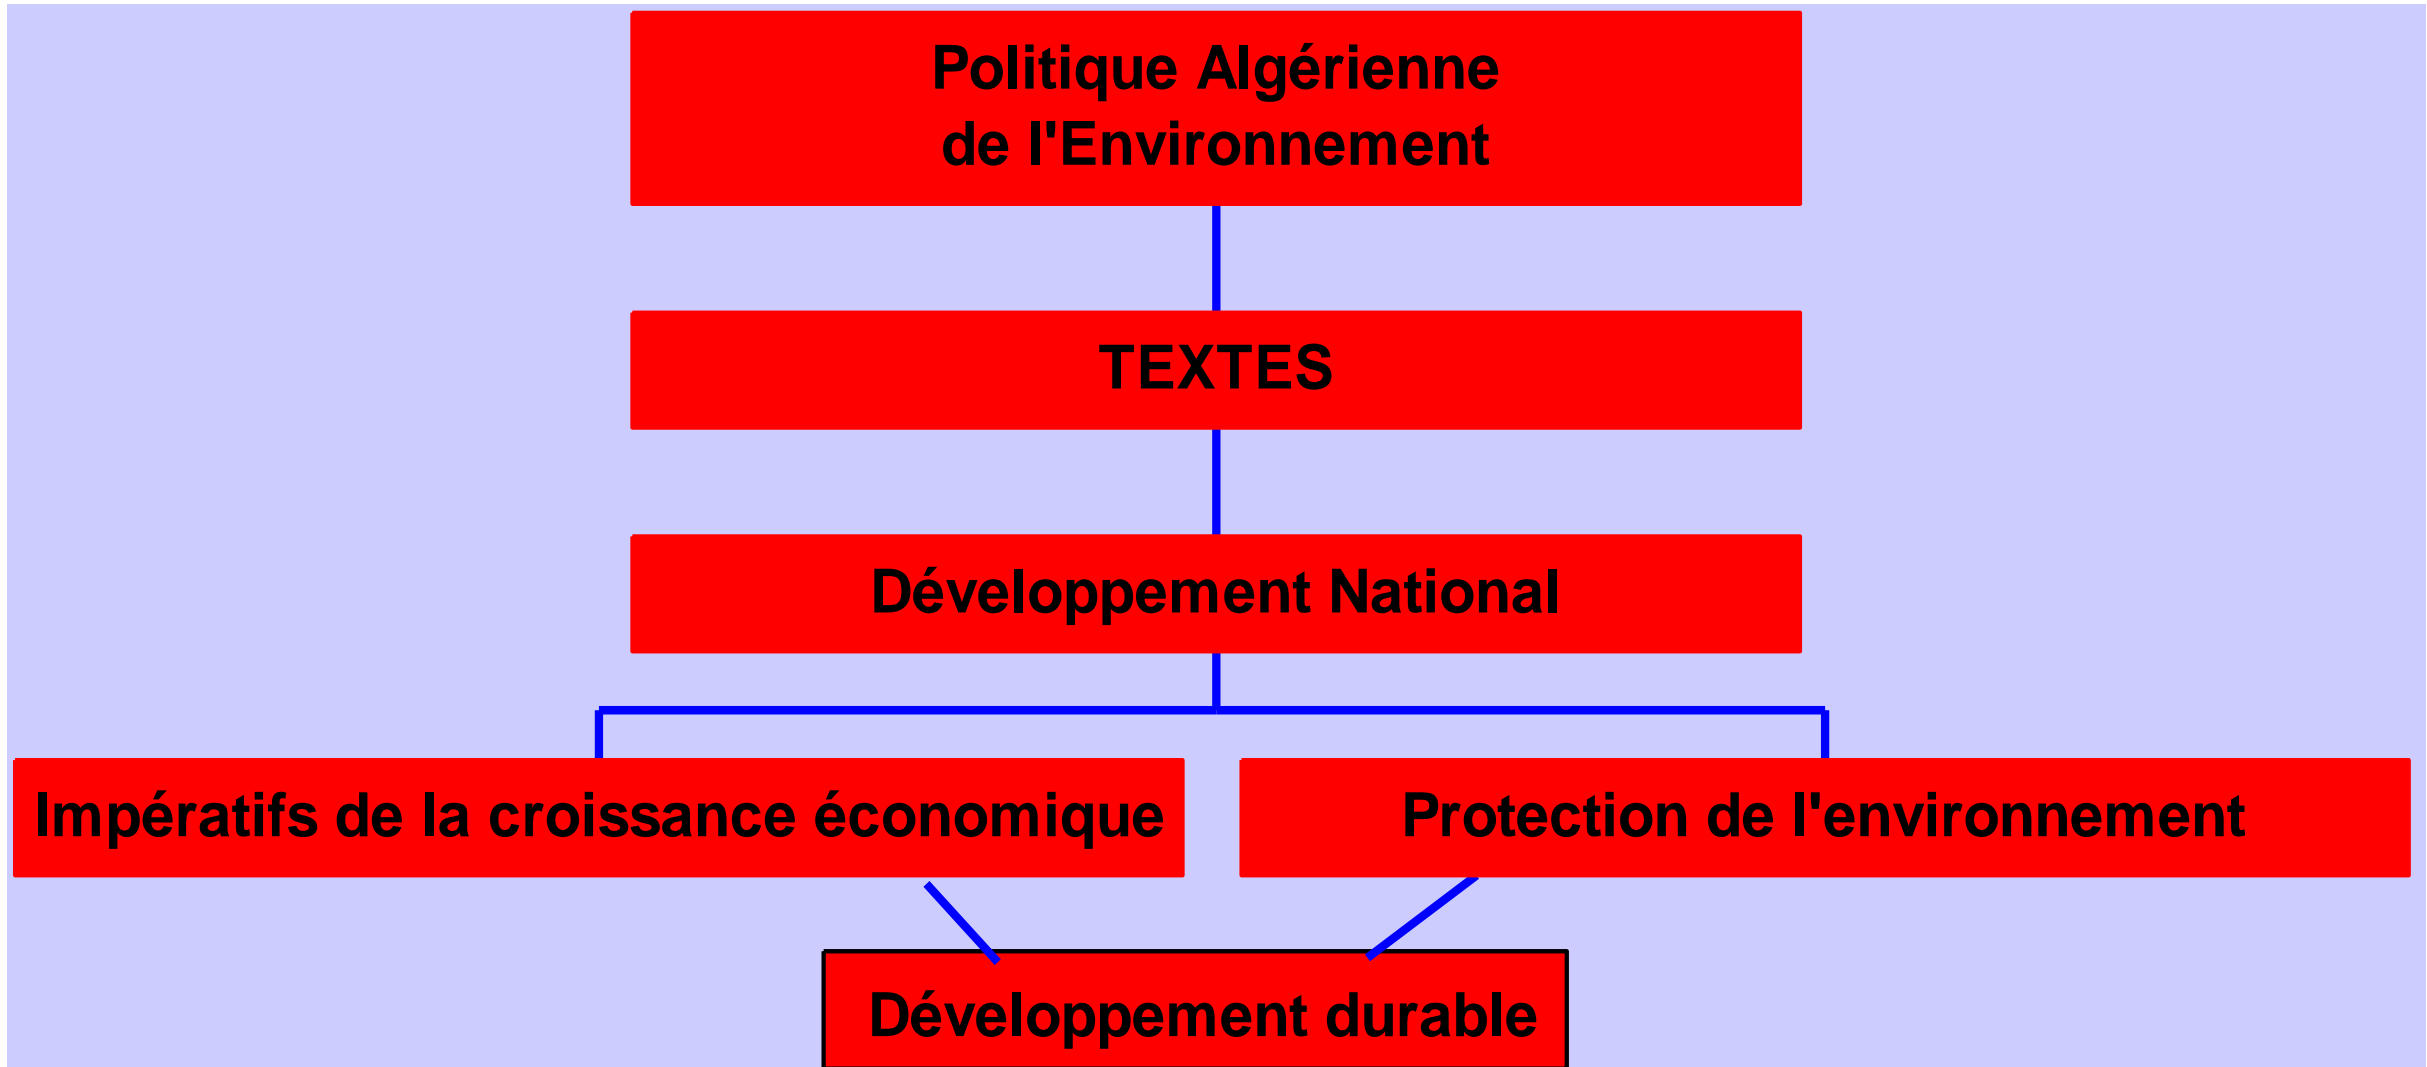 Politique Algérienne
de l'Environnement
TEXTES
Développement National
Impératifs de la croissance économique
Protection de l'environnement
Développement durable